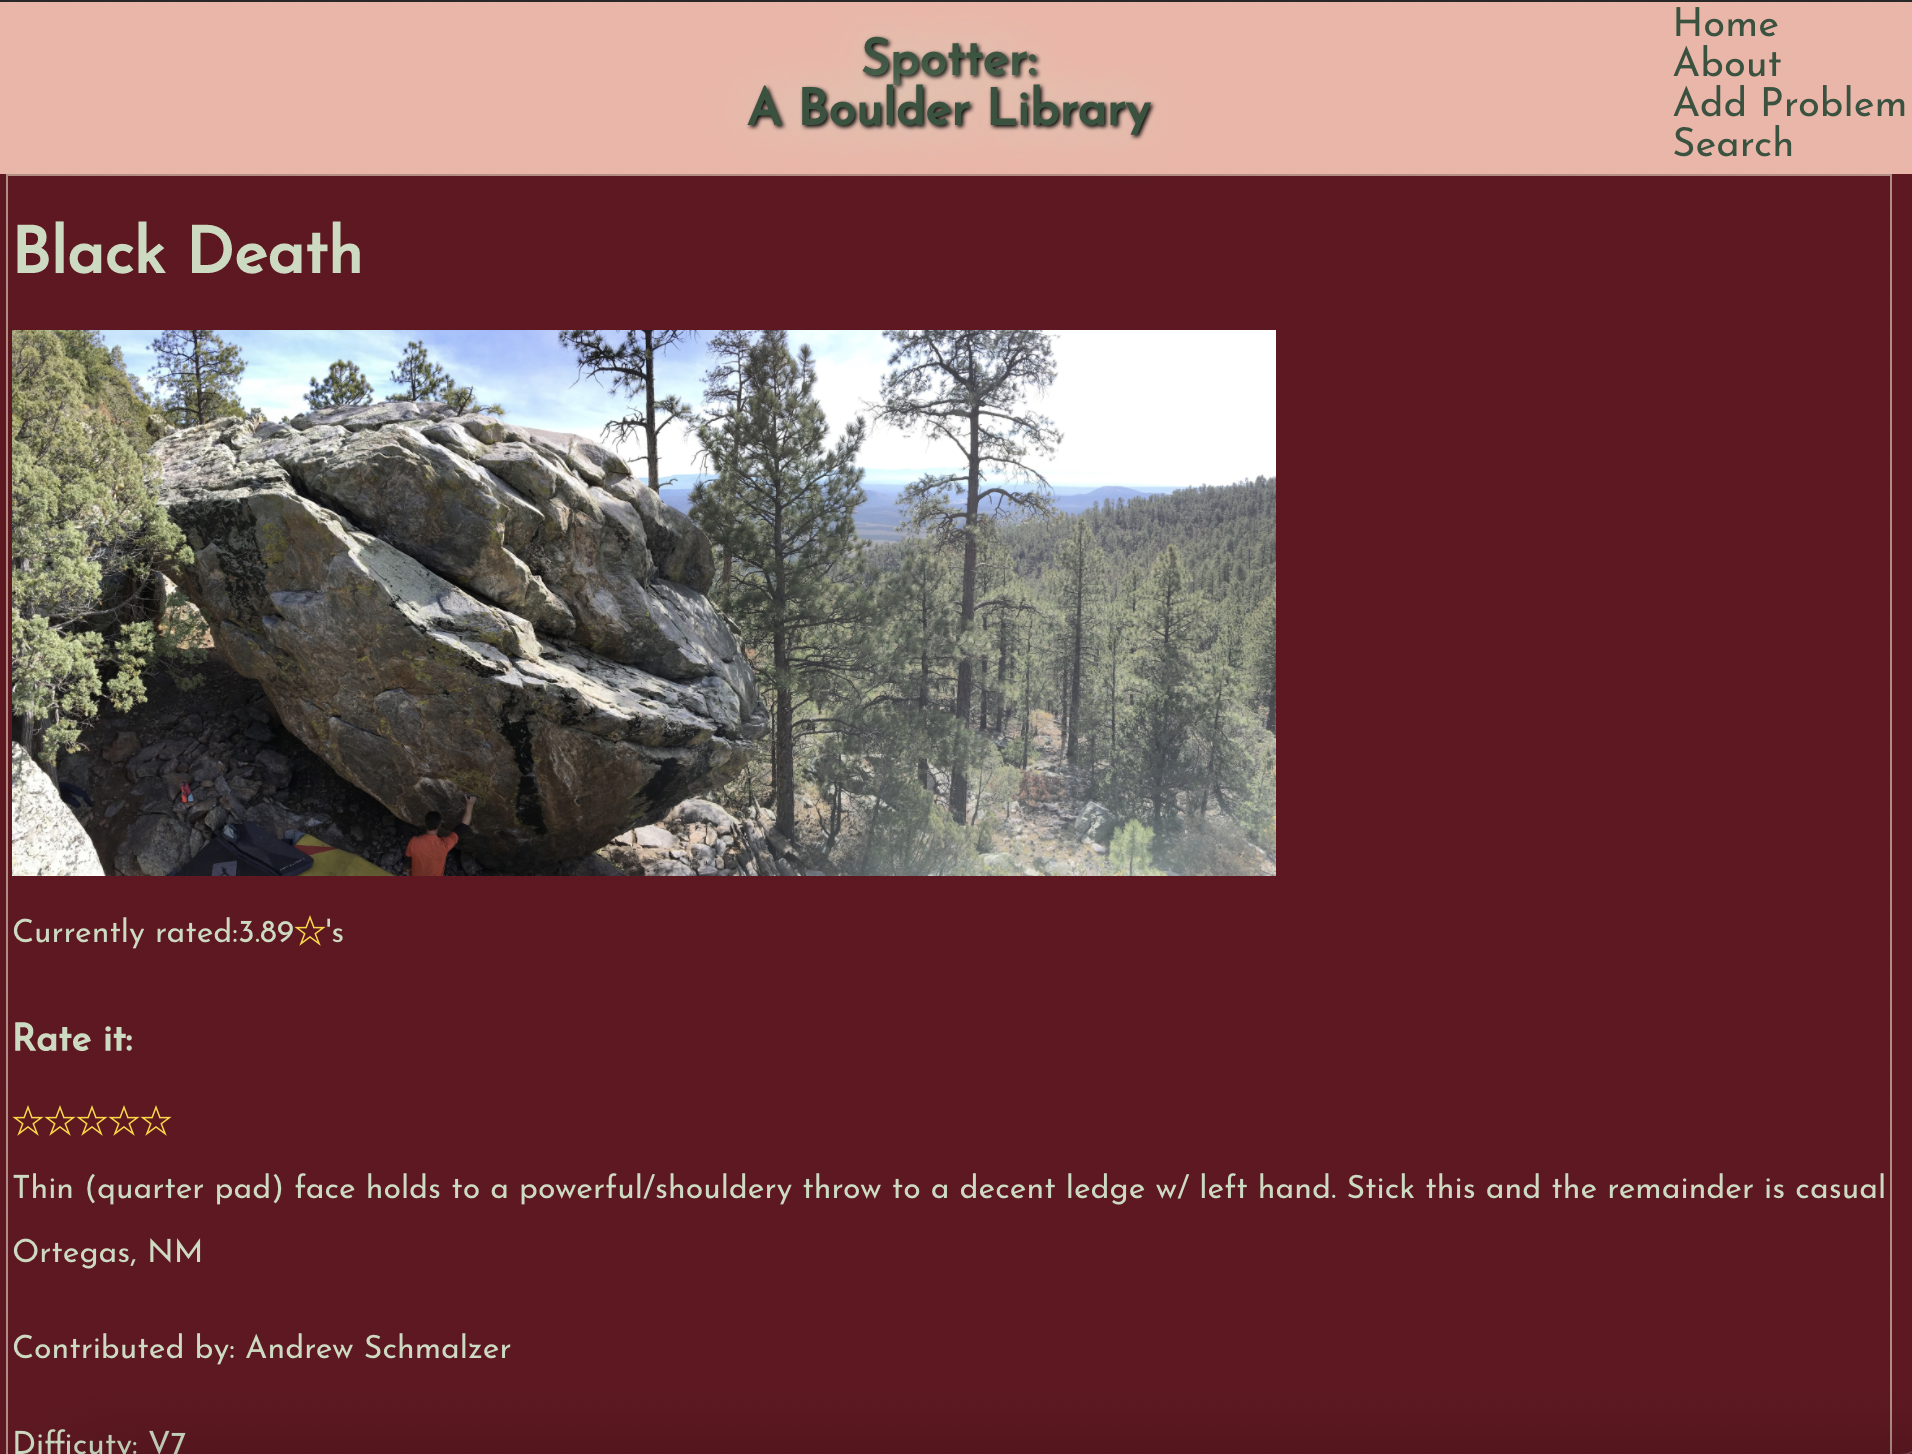 Spotter:
A Boulder Library
Home
About
Add Problem
Search
Black Death
Currently rated:3.89☆'s
Rate it:
☆☆☆☆☆
Thin (quarter pad) face holds to a powerful/shouldery throw to a decent ledge w/ left hand. Stick this and the remainder is casual
Ortegas, NM
Contributed by: Andrew Schmalzer
Difficuty: V7